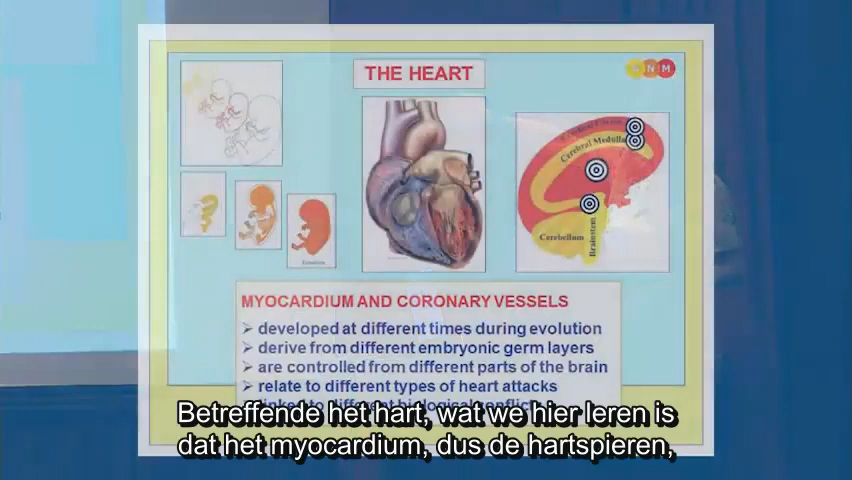 THE HEART
GNM
Cerebral Medulla
Cerebellum
Brainstem
MYOCARDIUM AND CORONARY VESSELS
➢ developed at different times during evolution
➢ derive from different embryonic germ layers
➢ are controlled from different parts of the brain
➢ relate to different types of heart attacks
Betreffende het hart, wat we hier leren is
dat het myocardium, dus de hartspieren,